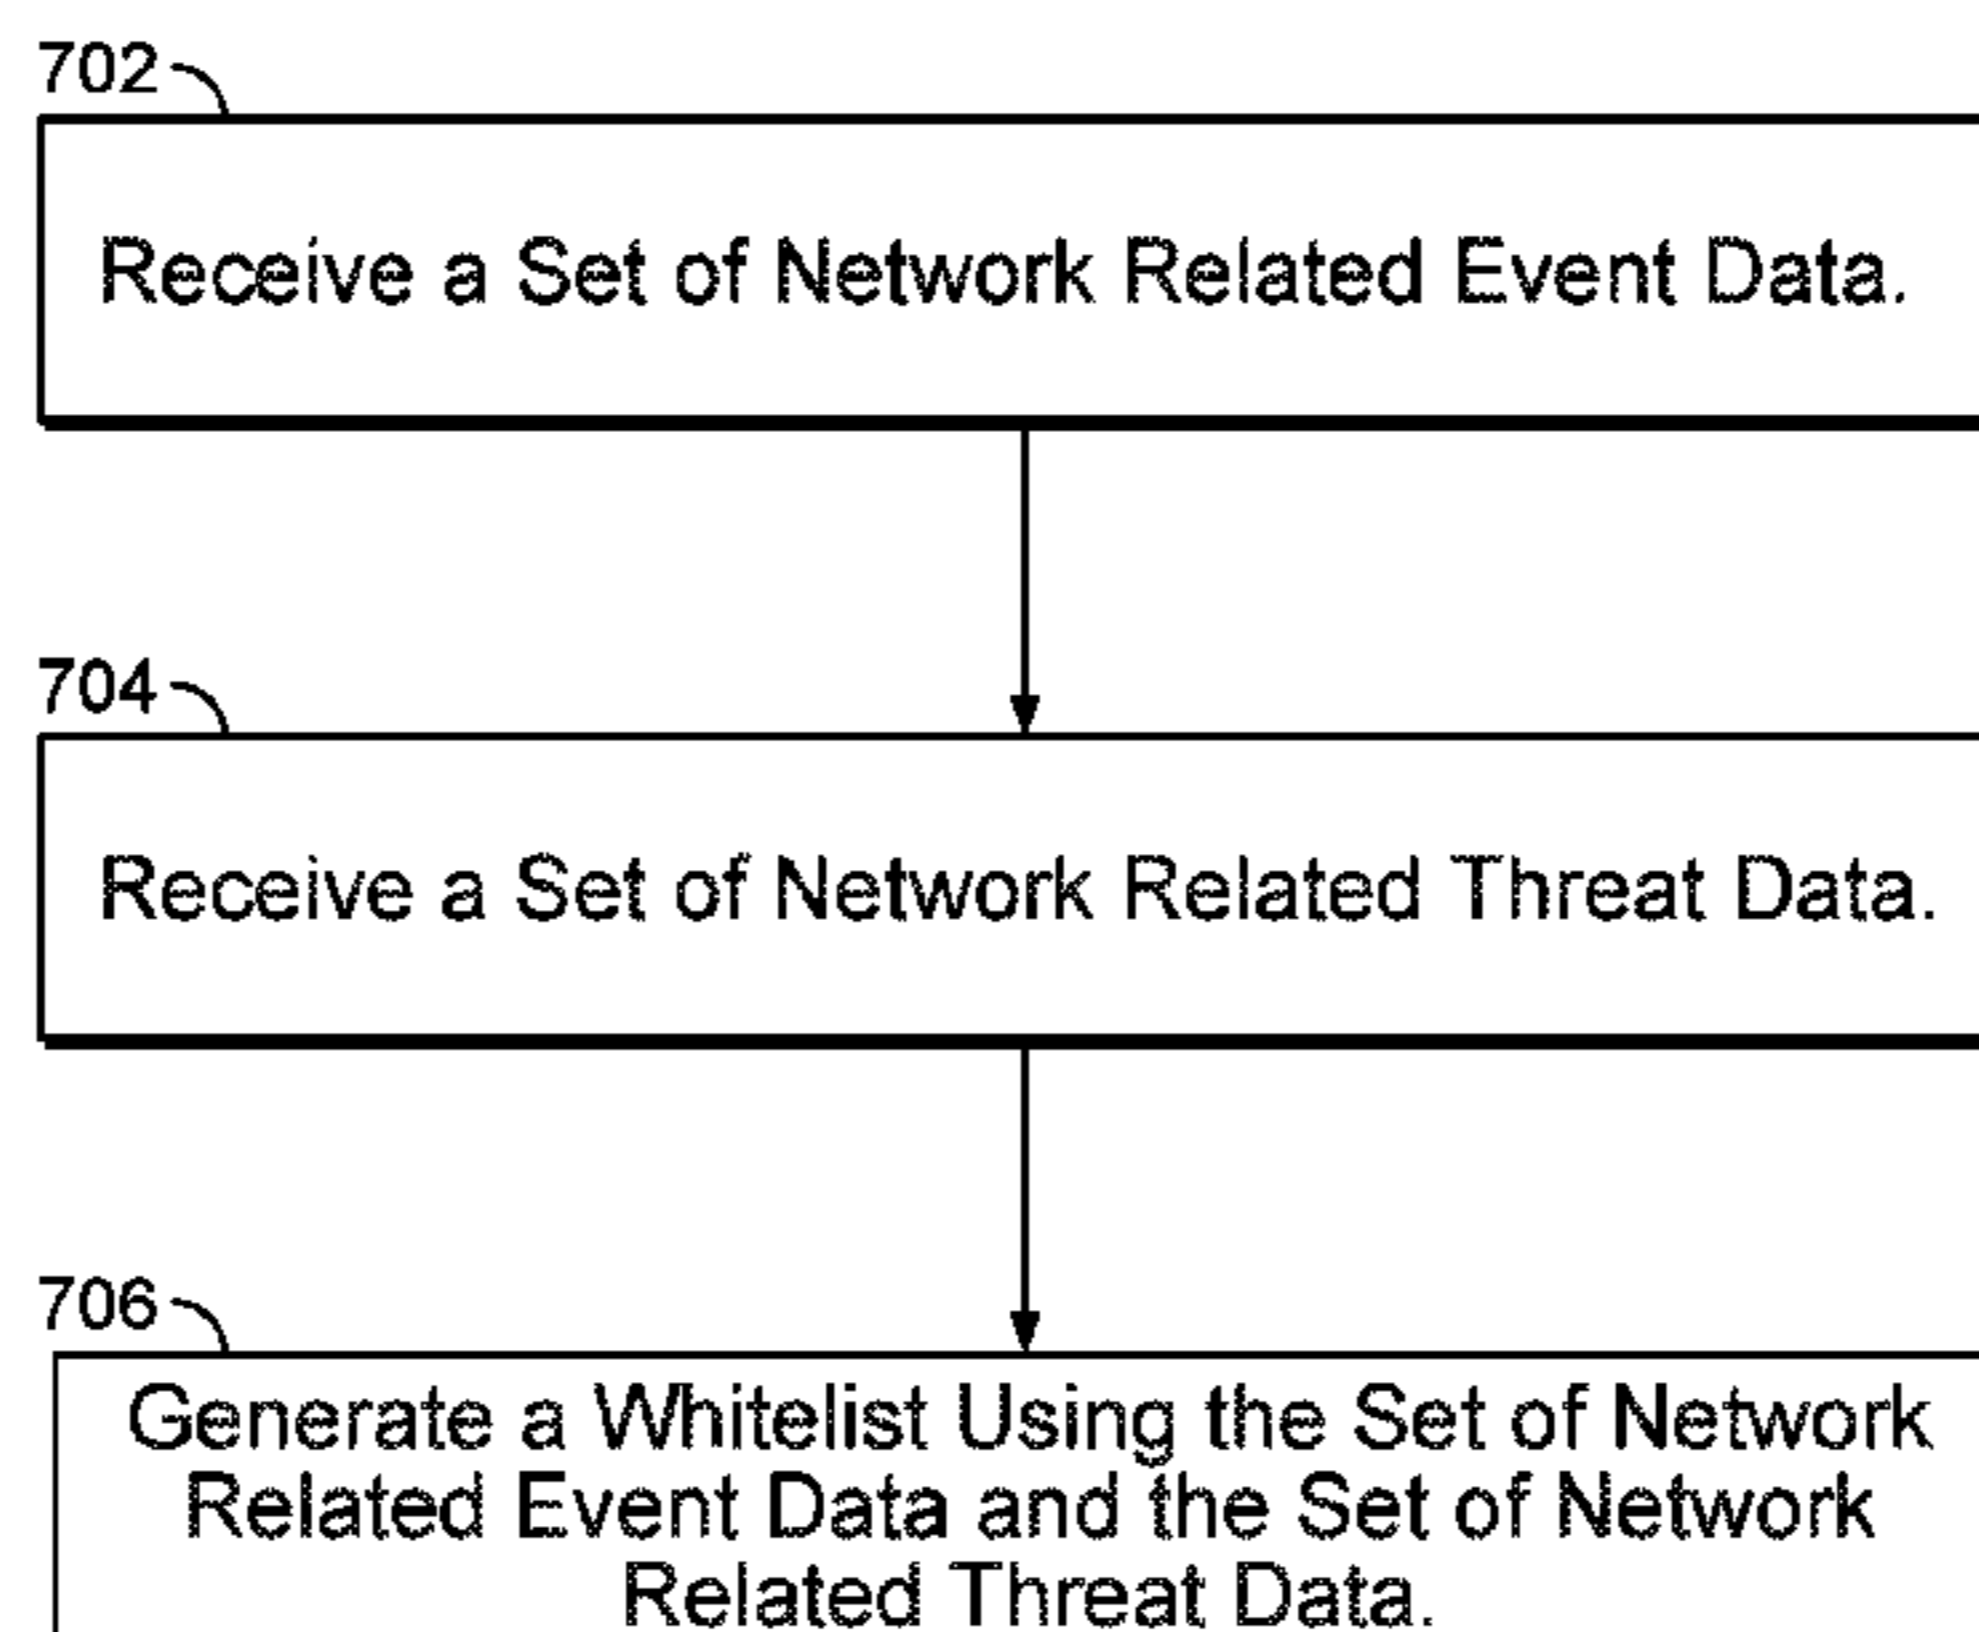 702
Receive a Set of Network Related Event Data.
704
Receive a Set of Network Related Threat Data.
706
Generate a Whitelist Using the Set of Network
Related Event Data and the Set of Network
Related Threat Data.